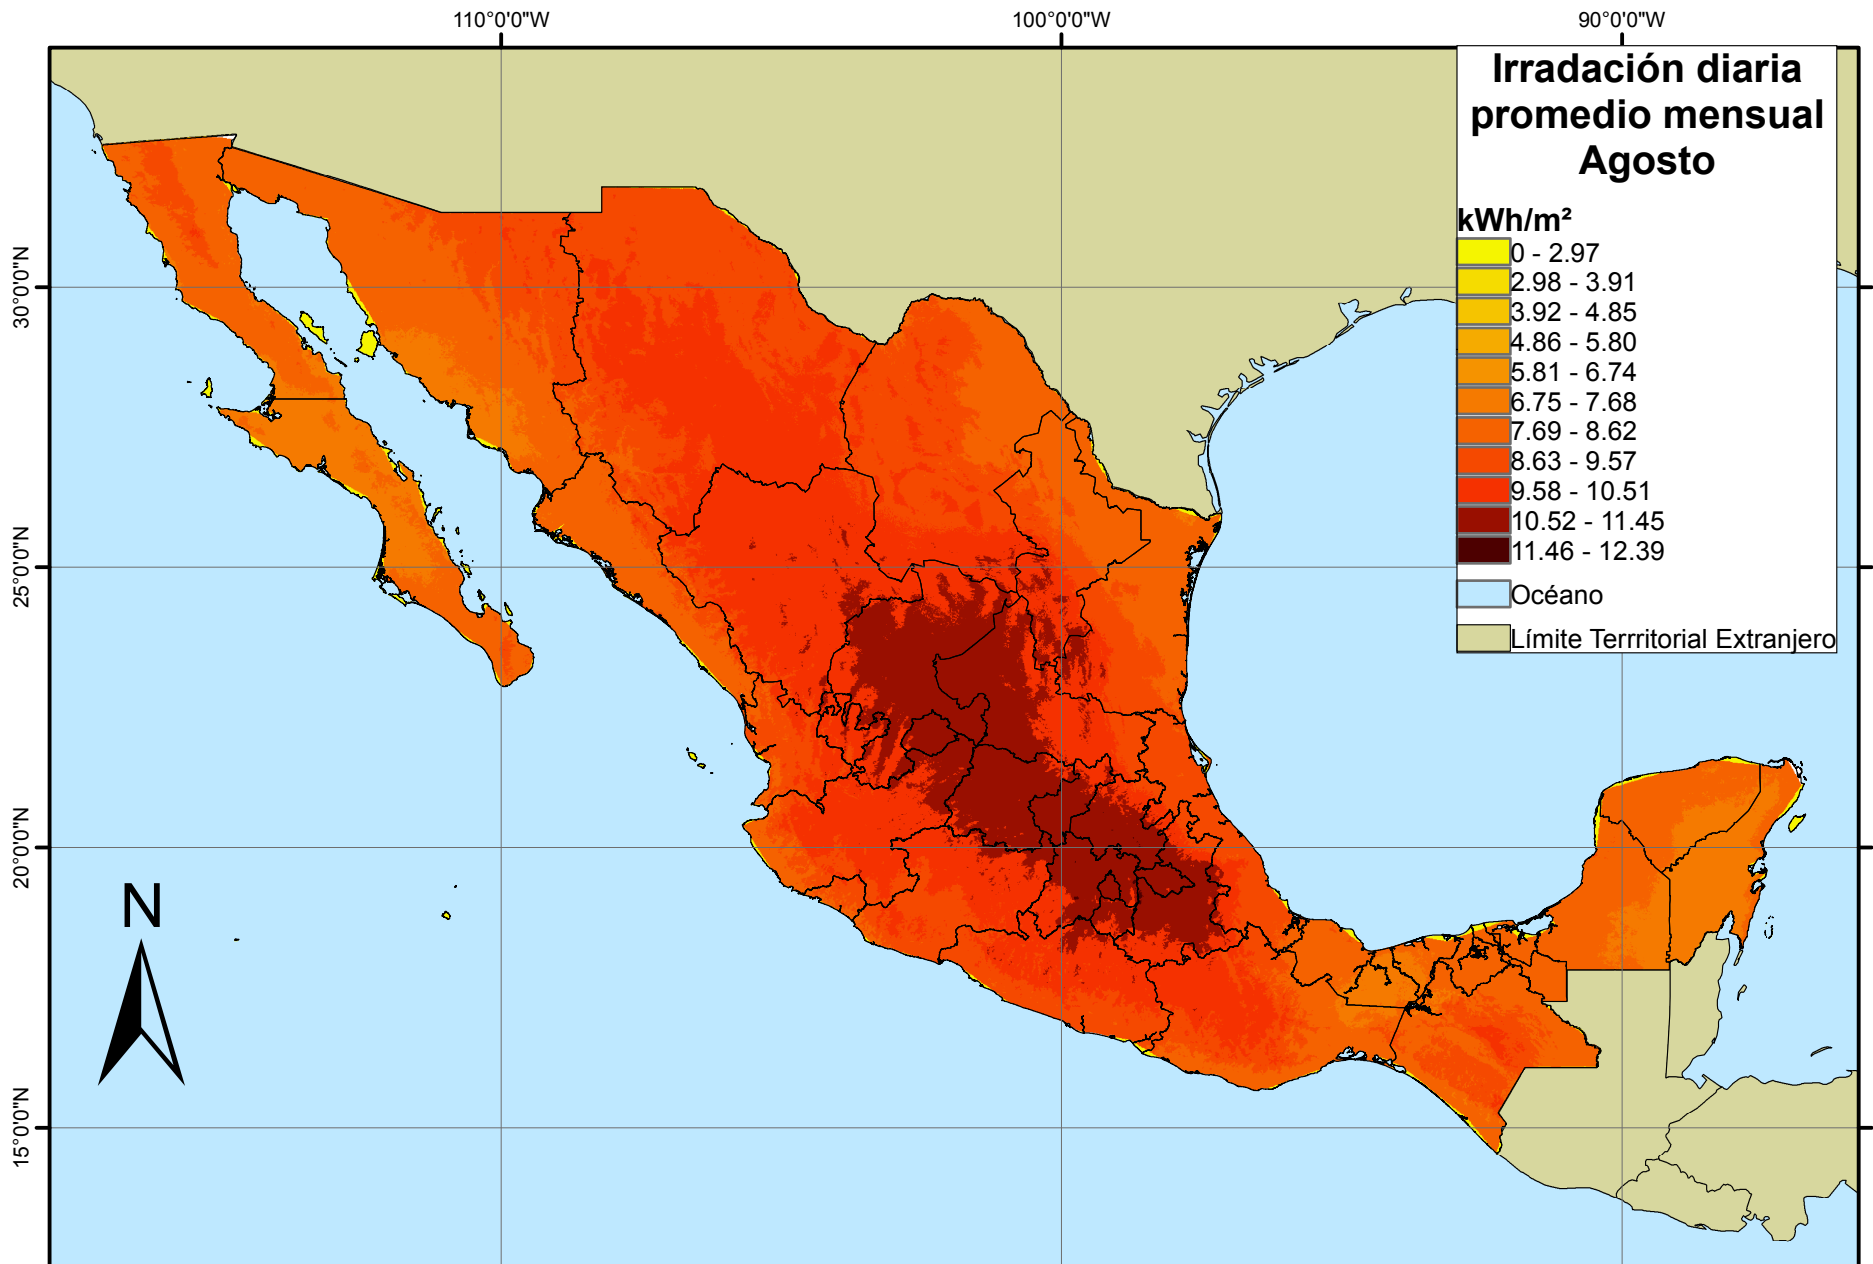 110°0'0"W
100°0'0"W
90°0'0"W
Irradación diaria
promedio mensual
Agosto
kWh/m²
0 - 2.97
2.98 - 3.91
3.92 - 4.85
4.86 - 5.80
5.81 - 6.74
6.75 - 7.68
7.69 - 8.62
8.63 - 9.57
9.58 - 10.51
10.52 - 11.45
11.46 - 12.39
Océano
Límite Terrritorial Extranjero
30°0'0"N
25°0'0"N
20°0'0"N
15°0'0"N
N